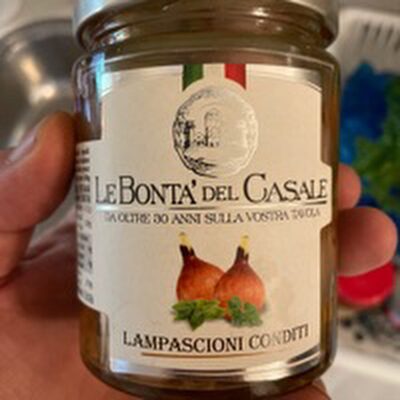 LE BONTA' DEL CASALE
DA OLTRE 30 ANNI SULLA VOSTRA TAVOLA
LAMPASCIONI CONDITI